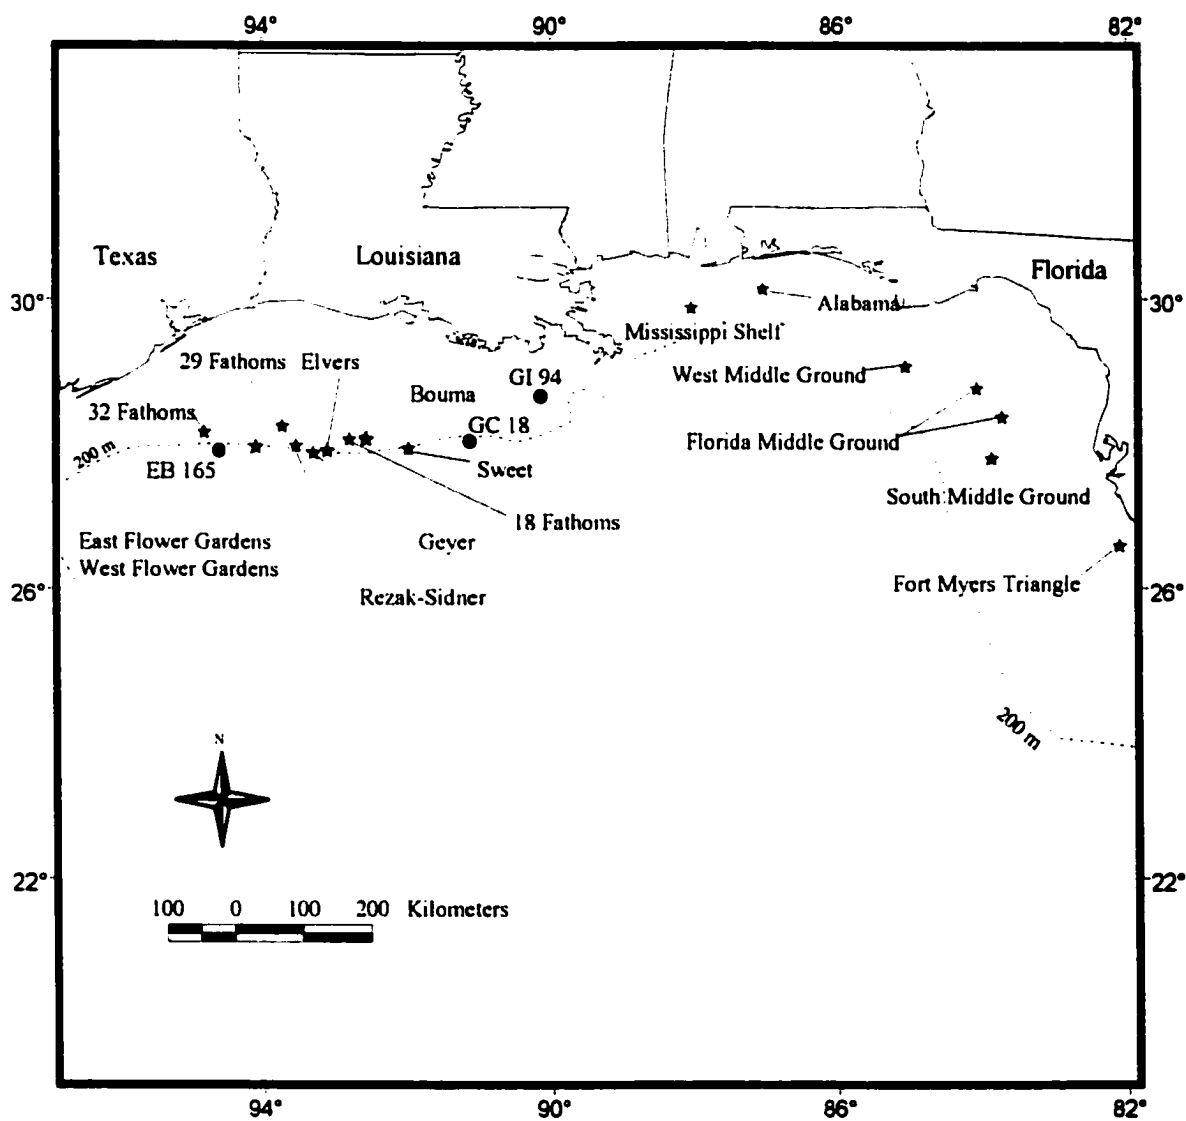 94° 90° 86° 82°
Texas Louisiana Florida
30° 30°
Alabama
Mississippi Shelf
29 Fathoms Elvers
West Middle Ground
GI 94
Bouma
32 Fathoms
GC 18
Florida Middle Ground
200 m
EB 165
Sweet
South Middle Ground
18 Fathoms
East Flower Gardens
Geyer
West Flower Gardens
Fort Myers Triangle
26° 26°
Rezak-Sidner
200 m
N
22° 22°
100 0 100 200 Kilometers
94° 90° 86° 82°